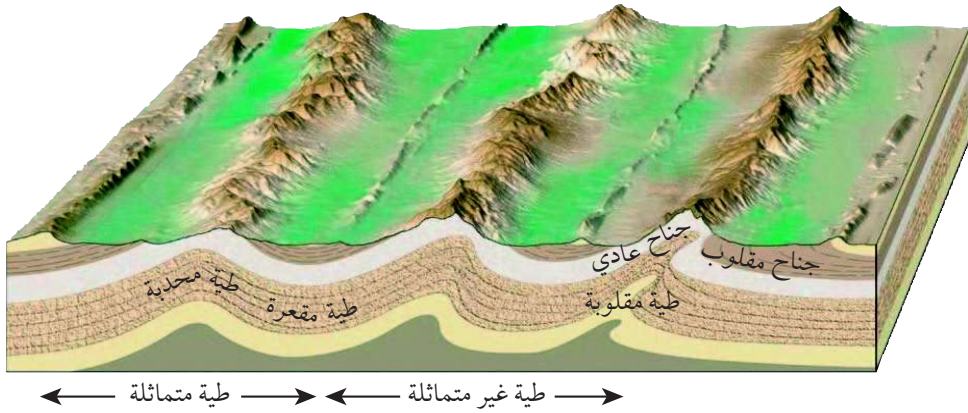 جناح عادي
جناح مقلوب
طية محدبة
طية مقعرة
طية مقلوبة
طية غير متماثلة
طية متماثلة